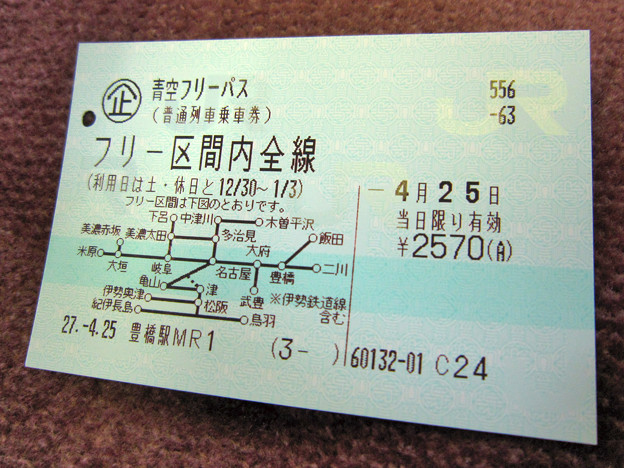 企 青空フリーパス 556
(普通列車乗車券) -63
フリー区間内全線
(利用日は土・休日と12/30〜1/3)
-4月25日
当日限り有効
¥2570(A)
フリー区間は下図のとおりです。
下呂 中津川 木曽平沢
美濃赤坂 美濃太田 多治見 飯田
大府
米原 大垣 岐阜 名古屋 豊橋 二川
亀山 津 武豊 ※伊勢鉄道線
含む
伊勢奥津 松阪
紀伊長島 鳥羽
27.-4.25 豊橋駅MR1 (3- ) 60132-01 C24
JR